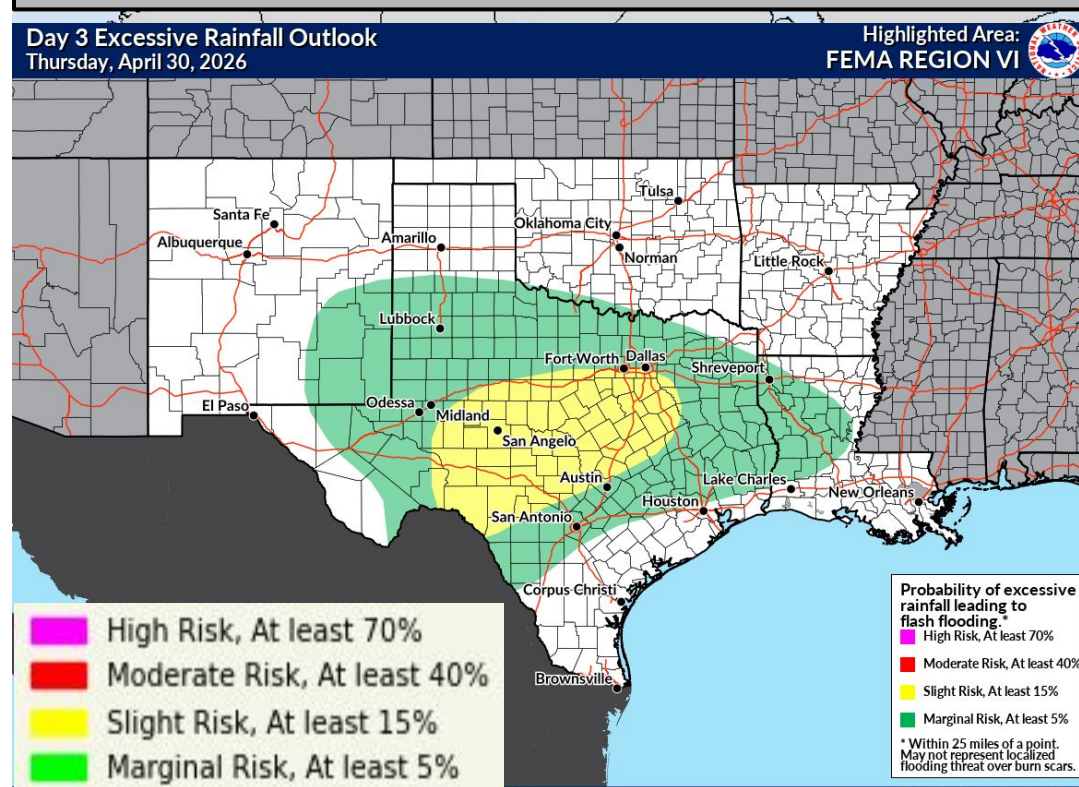 Day 3 Excessive Rainfall Outlook
Thursday, April 30, 2026
Highlighted Area:
FEMA REGION VI
Tulsa
Santa Fe
Oklahoma City
Albuquerque
Amarillo
Norman
Little Rock
Lubbock
Fort Worth
Dallas
Shreveport
El Paso
Odessa
Midland
San Angelo
Austin
Lake Charles
Houston
New Orleans
San Antonio
Corpus Christi
Brownsville
High Risk, At least 70%
Moderate Risk, At least 40%
Slight Risk, At least 15%
Marginal Risk, At least 5%
Probability of excessive
rainfall leading to
flash flooding.*
High Risk, At least 70%
Moderate Risk, At least 40%
Slight Risk, At least 15%
Marginal Risk, At least 5%
* Within 25 miles of a point.
May not represent localized
flooding threat over burn scars.